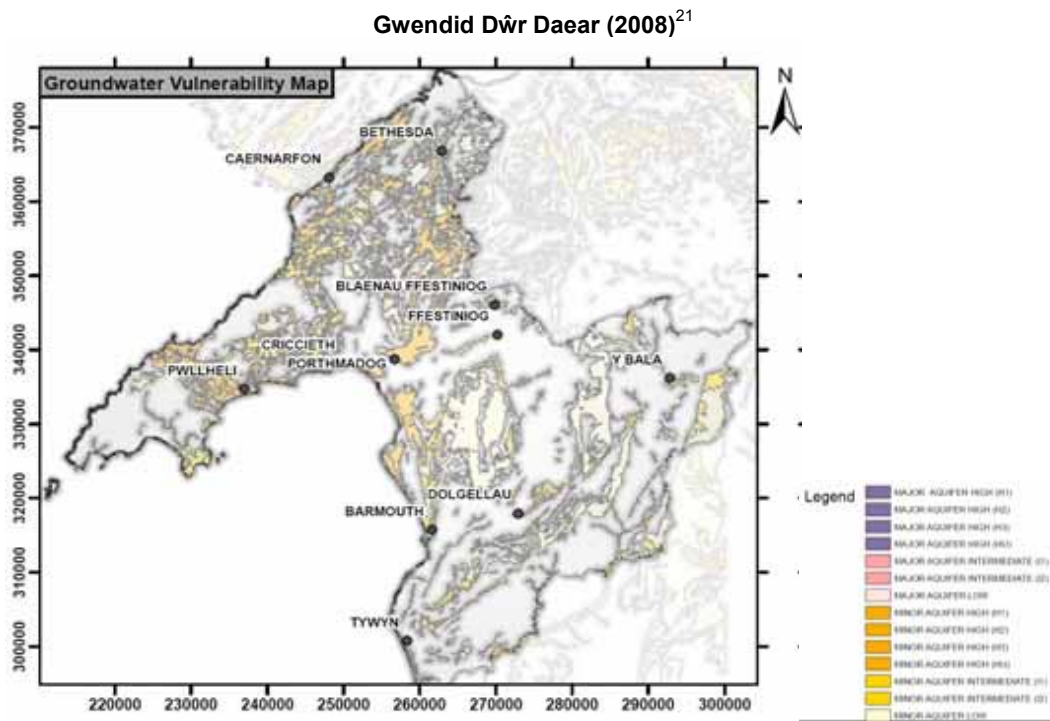 Gwendid Dŵr Daear (2008)21
Groundwater Vulnerability Map
N
370000
360000
350000
340000
330000
320000
310000
300000
BETHESDA
CAERNARFON
BLAENAU FFESTINIOG
FFESTINIOG
CRICCIETH
PORTHMADOG
PWLLHELI
Y BALA
DOLGELLAU
BARMOUTH
TYWYN
220000 230000 240000 250000 260000 270000 280000 290000 300000
Legend
MAJOR AQUIFER HIGH (H1)
MAJOR AQUIFER HIGH (H2)
MAJOR AQUIFER HIGH (H3)
MAJOR AQUIFER HIGH
MAJOR AQUIFER INTERMEDIATE (I1)
MAJOR AQUIFER INTERMEDIATE (I2)
MAJOR AQUIFER LOW
MINOR AQUIFER HIGH (H1)
MINOR AQUIFER HIGH (H2)
MINOR AQUIFER HIGH (H3)
MINOR AQUIFER HIGH
MINOR AQUIFER INTERMEDIATE (I1)
MINOR AQUIFER INTERMEDIATE (I2)
MINOR AQUIFER LOW